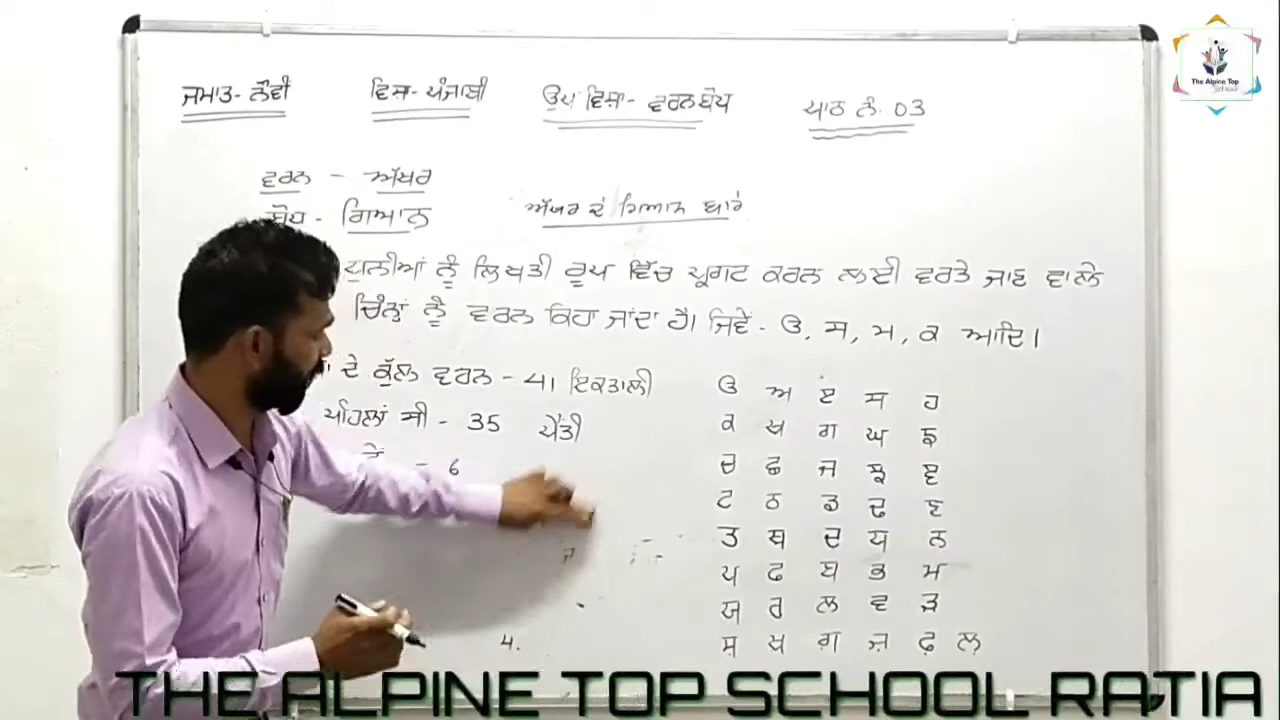 ਜਮਾਤ - ਨੌਵੀਂ ਵਿਸ਼ਾ - ਪੰਜਾਬੀ ਉਪ ਵਿਸ਼ਾ - ਵਰਨਬੋਧ ਪਾਠ ਨੰ. 03
The Alpine Top School
ਵਰਨ - ਅੱਖਰ
ਬੋਧ - ਗਿਆਨ ਅੱਖਰ ਦੇ ਗਿਆਨ ਬਾਰੇ
ਨੂੰ ਲਿਖਤੀ ਰੂਪ ਵਿੱਚ ਪ੍ਰਗਟ ਕਰਨ ਲਈ ਵਰਤੇ ਜਾਣ ਵਾਲੇ
ਚਿੰਨ੍ਹਾਂ ਨੂੰ ਵਰਨ ਕਿਹਾ ਜਾਂਦਾ ਹੈ। ਜਿਵੇਂ - ੳ, ਸ, ਮ, ਕ ਆਦਿ।
ਦੇ ਕੁੱਲ ਵਰਨ - 41 ਇਕਤਾਲੀ
ਪਹਿਲਾਂ ਸੀ - 35 ਪੈਂਤੀ
- 6
4.
ੳ ਅ ੲ ਸ ਹ
ਕ ਖ ਗ ਘ ਙ
ਚ ਛ ਜ ਝ ਞ
ਟ ਠ ਡ ਢ ਣ
ਤ ਥ ਦ ਧ ਨ
ਪ ਫ ਬ ਭ ਮ
ਯ ਰ ਲ ਵ ੜ
ਸ਼ ਖ਼ ਗ਼ ਜ਼ ਫ਼ ਲ਼
THE ALPINE TOP SCHOOL RATIA